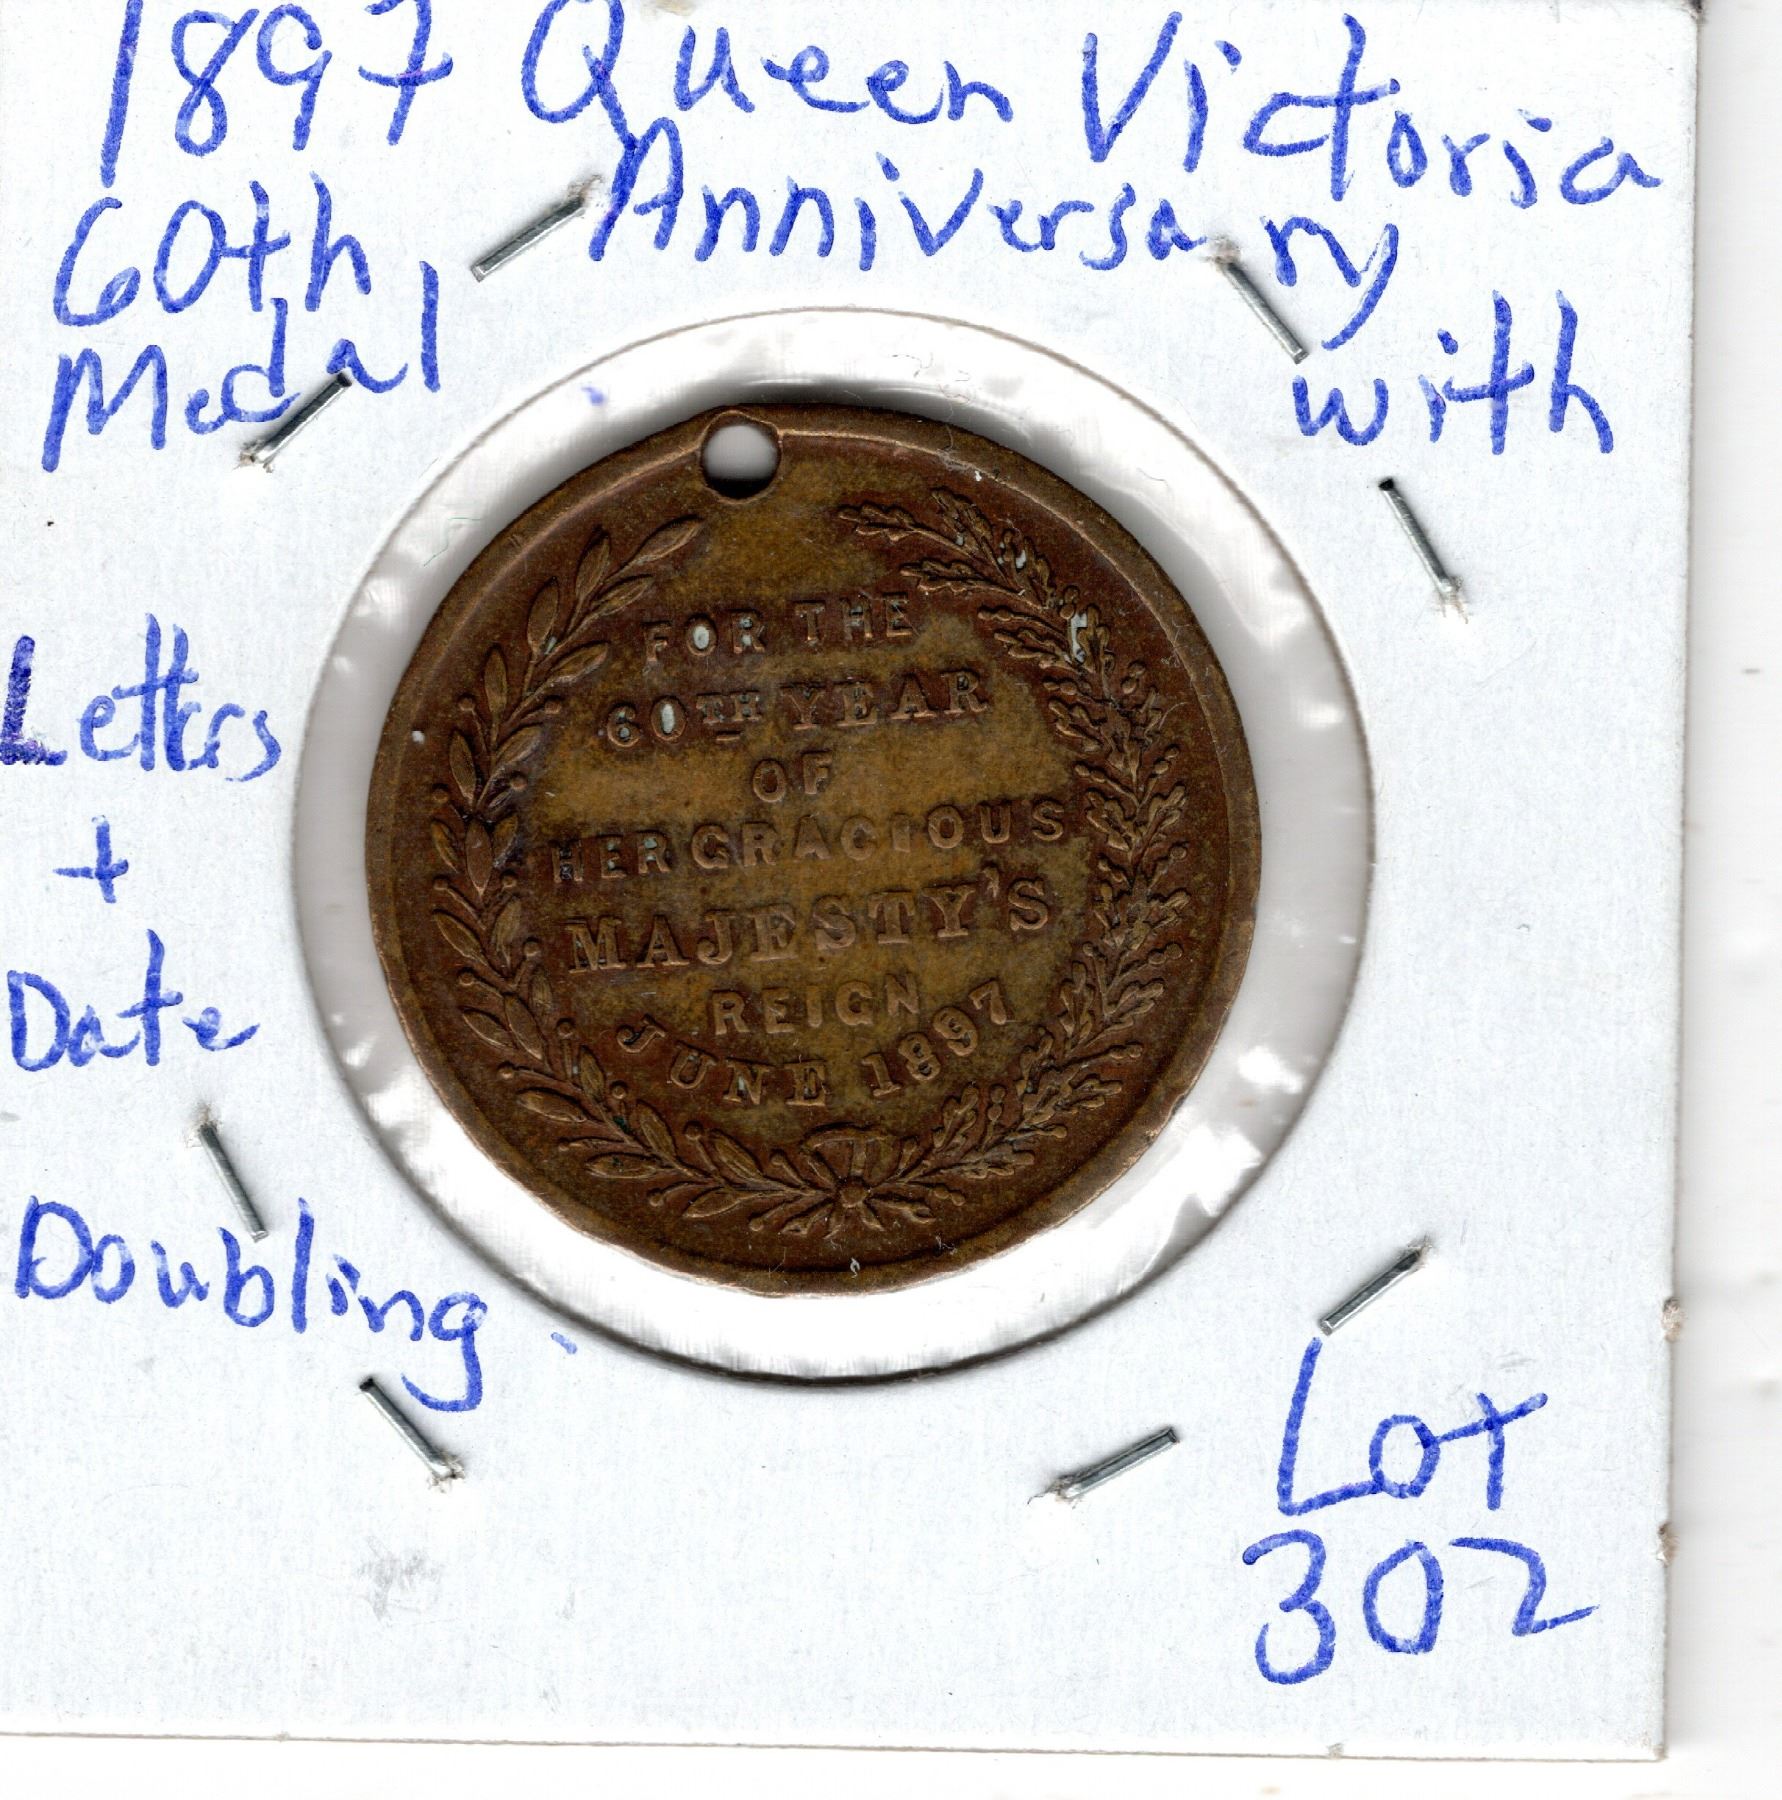 1897 Queen Victoria
60th Anniversary
Medal with
Letters
+
Date
Doubling
FOR THE
60TH YEAR
OF
HER GRACIOUS
MAJESTY'S
REIGN
JUNE 1897
Lot
302